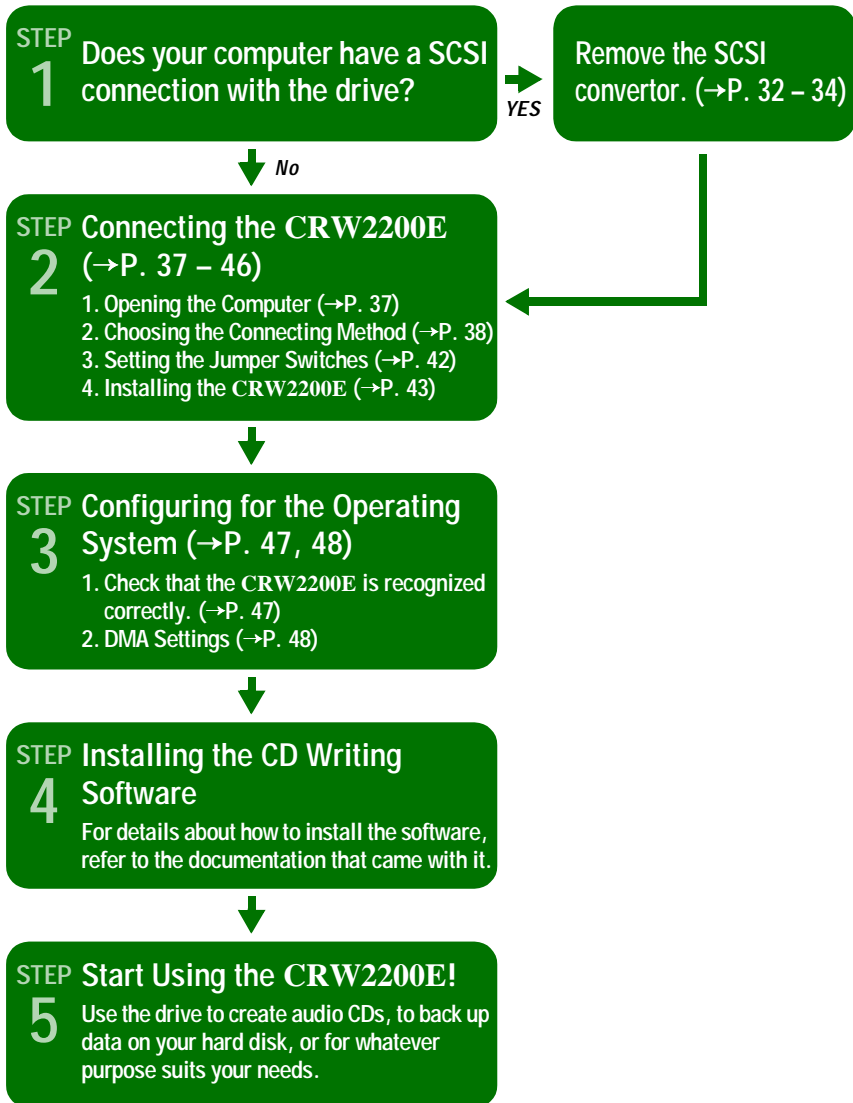 STEP
1
Does your computer have a SCSI
connection with the drive?
YES
Remove the SCSI
convertor. (→P. 32 – 34)
No
STEP
2
Connecting the CRW2200E
(→P. 37 – 46)
1. Opening the Computer (→P. 37)
2. Choosing the Connecting Method (→P. 38)
3. Setting the Jumper Switches (→P. 42)
4. Installing the CRW2200E (→P. 43)
STEP
3
Configuring for the Operating
System (→P. 47, 48)
1. Check that the CRW2200E is recognized
correctly. (→P. 47)
2. DMA Settings (→P. 48)
STEP
4
Installing the CD Writing
Software
For details about how to install the software,
refer to the documentation that came with it.
STEP
5
Start Using the CRW2200E!
Use the drive to create audio CDs, to back up
data on your hard disk, or for whatever
purpose suits your needs.